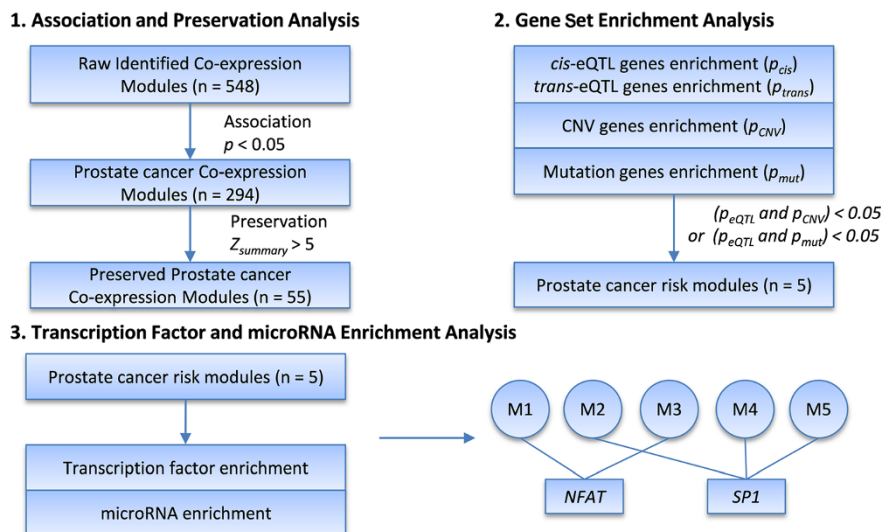 1. Association and Preservation Analysis
Raw Identified Co-expression
Modules (n = 548)
Association
p < 0.05
Prostate cancer Co-expression
Modules (n = 294)
Preservation
Zsummary > 5
Preserved Prostate cancer
Co-expression Modules (n = 55)
2. Gene Set Enrichment Analysis
cis-eQTL genes enrichment (pcis)
trans-eQTL genes enrichment (ptrans)
CNV genes enrichment (pCNV)
Mutation genes enrichment (pmut)
(peQTL and pCNV) < 0.05
or (peQTL and pmut) < 0.05
Prostate cancer risk modules (n = 5)
3. Transcription Factor and microRNA Enrichment Analysis
Prostate cancer risk modules (n = 5)
Transcription factor enrichment
microRNA enrichment
M1 M2 M3 M4 M5
NFAT SP1